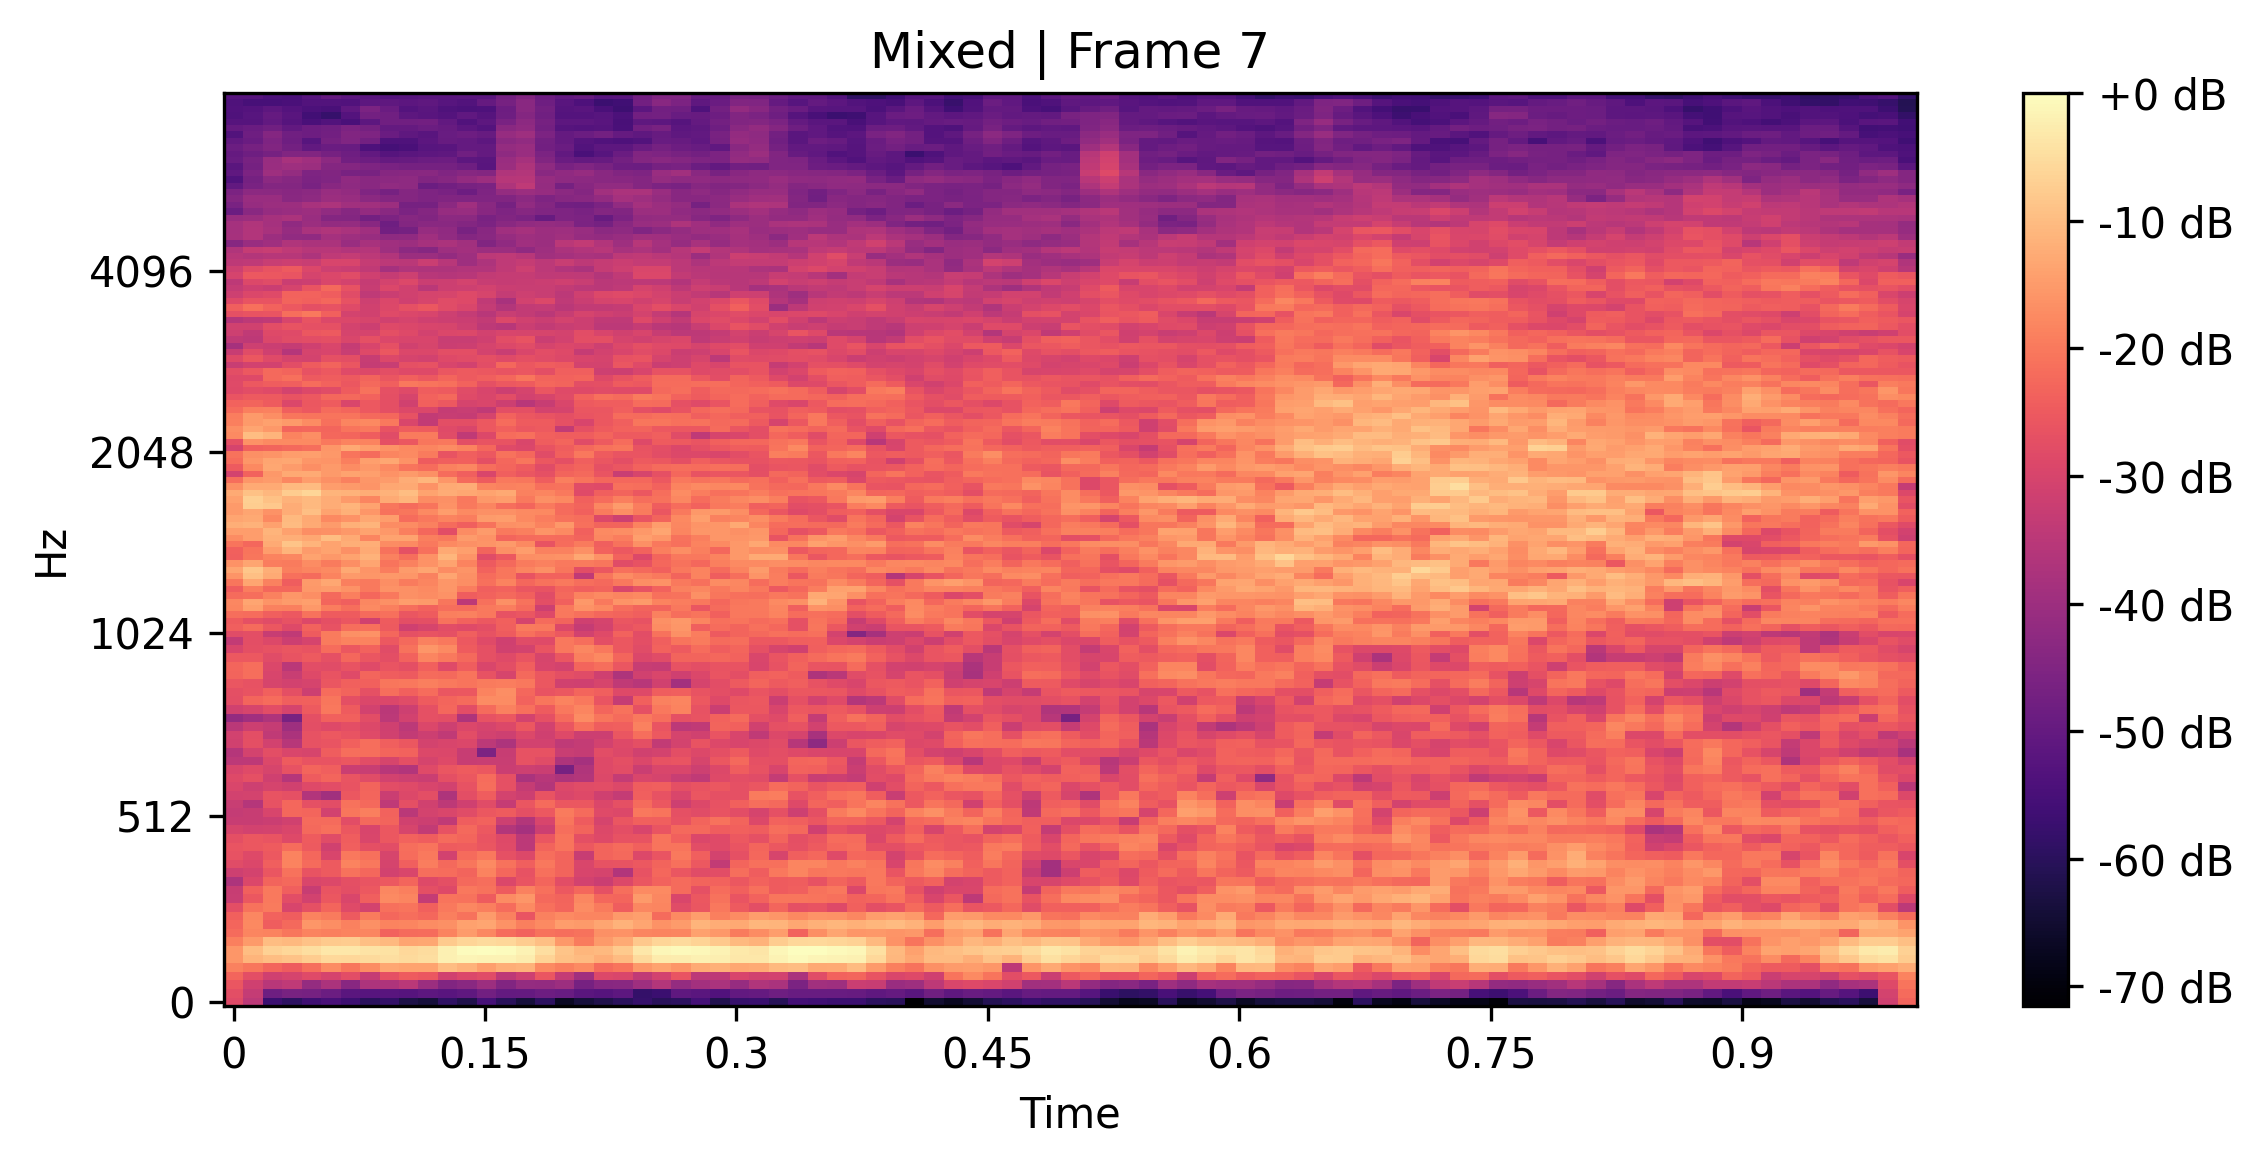 Mixed | Frame 7
Hz
4096
2048
1024
512
0
0 0.15 0.3 0.45 0.6 0.75 0.9
Time
+0 dB
-10 dB
-20 dB
-30 dB
-40 dB
-50 dB
-60 dB
-70 dB